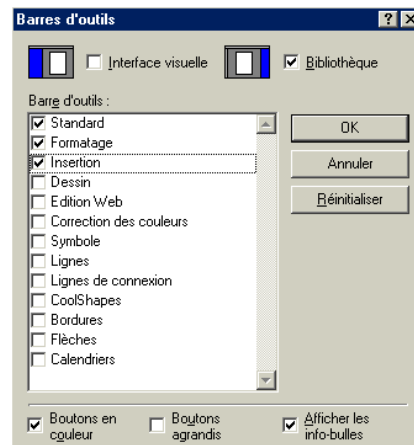 Barres d'outils
Interface visuelle
Bibliothèque
Barre d'outils :
Standard
Formatage
Insertion
Dessin
Edition Web
Correction des couleurs
Symbole
Lignes
Lignes de connexion
CoolShapes
Bordures
Flèches
Calendriers
OK
Annuler
Réinitialiser
Boutons en
couleur
Boutons
agrandis
Afficher les
info-bulles